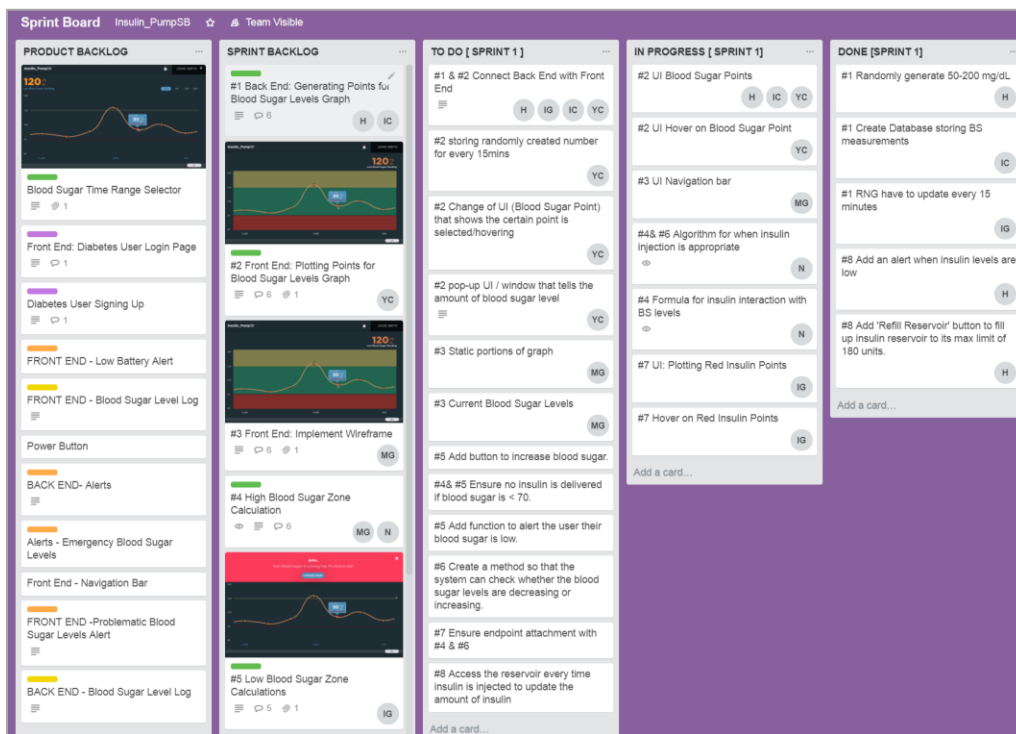 Sprint Board Insulin_PumpSB Team Visible
PRODUCT BACKLOG
Insulin_PumpSB
120
Blood Sugar Time Range Selector
1
Front End: Diabetes User Login Page
1
Diabetes User Signing Up
1
FRONT END - Low Battery Alert
FRONT END - Blood Sugar Level Log
Power Button
BACK END- Alerts
Alerts - Emergency Blood Sugar
Levels
Front End - Navigation Bar
FRONT END -Problematic Blood
Sugar Levels Alert
BACK END - Blood Sugar Level Log
SPRINT BACKLOG
#1 Back End: Generating Points for
Blood Sugar Levels Graph
6
H IC
Insulin_PumpSB
120
#2 Front End: Plotting Points for
Blood Sugar Levels Graph
6 1
YC
Insulin_PumpSB
120
#3 Front End: Implement Wireframe
6 1
MG
#4 High Blood Sugar Zone
Calculation
6
MG N
#5 Low Blood Sugar Zone
Calculations
5 1
IG
TO DO [ SPRINT 1 ]
#1 & #2 Connect Back End with Front
End
H IG IC YC
#2 storing randomly created number
for every 15mins
YC
#2 Change of UI (Blood Sugar Point)
that shows the certain point is
selected/hovering
YC
#2 pop-up UI / window that tells the
amount of blood sugar level
YC
#3 Static portions of graph
MG
#3 Current Blood Sugar Levels
MG
#5 Add button to increase blood sugar.
#4& #5 Ensure no insulin is delivered
if blood sugar is < 70.
#5 Add function to alert the user their
blood sugar is low.
#6 Create a method so that the
system can check whether the blood
sugar levels are decreasing or
increasing.
#7 Ensure endpoint attachment with
#4 & #6
#8 Access the reservoir every time
insulin is injected to update the
amount of insulin
Add a card...
IN PROGRESS [ SPRINT 1]
#2 UI Blood Sugar Points
H IC YC
#2 UI Hover on Blood Sugar Point
YC
#3 UI Navigation bar
MG
#4& #6 Algorithm for when insulin
injection is appropriate
N
#4 Formula for insulin interaction with
BS levels
N
#7 UI: Plotting Red Insulin Points
IG
#7 Hover on Red Insulin Points
IG
Add a card...
DONE [SPRINT 1]
#1 Randomly generate 50-200 mg/dL
H
#1 Create Database storing BS
measurements
IC
#1 RNG have to update every 15
minutes
IG
#8 Add an alert when insulin levels are
low
H
#8 Add 'Refill Reservoir' button to fill
up insulin reservoir to its max limit of
180 units.
H
Add a card...